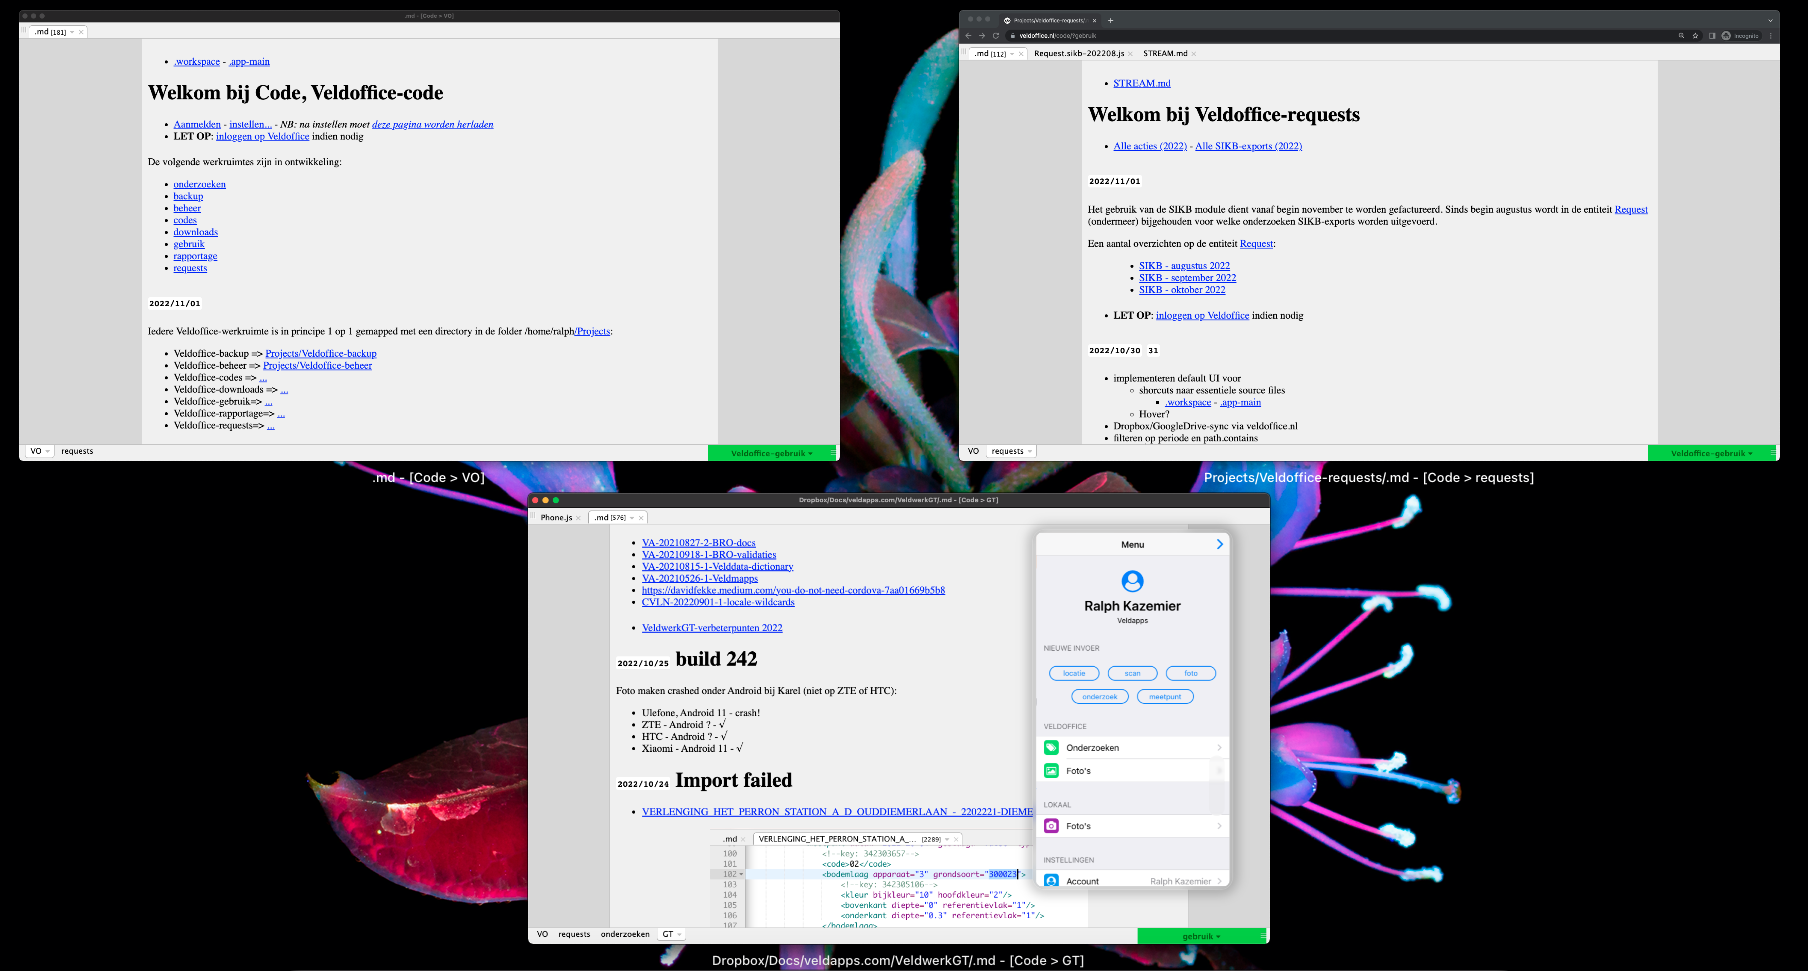 .md - [Code > VO]
.md [181]
.workspace - .app-main
Welkom bij Code, Veldoffice-code
Aanmelden - instellen... - NB: na instellen moet deze pagina worden herladen
LET OP: inloggen op Veldoffice indien nodig
De volgende werkruimtes zijn in ontwikkeling:
onderzoeken
backup
beheer
codes
downloads
gebruik
rapportage
requests
2022/11/01
Iedere Veldoffice-werkruimte is in principe 1 op 1 gemapped met een directory in de folder /home/ralph/Projects:
Veldoffice-backup => Projects/Veldoffice-backup
Veldoffice-beheer => Projects/Veldoffice-beheer
Veldoffice-codes => ...
Veldoffice-downloads => ...
Veldoffice-gebruik=> ...
Veldoffice-rapportage=> ...
Veldoffice-requests=> ...
VO requests
Veldoffice-gebruik
.md - [Code > VO]
Projects/Veldoffice-requests/.
veldoffice.nl/code/?gebruik
Incognito
.md [112] Request.sikb-202208.js STREAM.md
STREAM.md
Welkom bij Veldoffice-requests
Alle acties (2022) - Alle SIKB-exports (2022)
2022/11/01
Het gebruik van de SIKB module dient vanaf begin november te worden gefactureerd. Sinds begin augustus wordt in de entiteit Request
(ondermeer) bijgehouden voor welke onderzoeken SIKB-exports worden uitgevoerd.
Een aantal overzichten op de entiteit Request:
SIKB - augustus 2022
SIKB - september 2022
SIKB - oktober 2022
LET OP: inloggen op Veldoffice indien nodig
2022/10/30 31
implementeren default UI voor
shorcuts naar essentiele source files
.workspace - .app-main
Hover?
Dropbox/GoogleDrive-sync via veldoffice.nl
filteren op periode en path.contains
VO requests
Veldoffice-gebruik
Projects/Veldoffice-requests/.md - [Code > requests]
Dropbox/Docs/veldapps.com/VeldwerkGT/.md - [Code > GT]
Phone.js .md [576]
VA-20210827-2-BRO-docs
VA-20210918-1-BRO-validaties
VA-20210815-1-Velddata-dictionary
VA-20210526-1-Veldmapps
https://davidfekke.medium.com/you-do-not-need-cordova-7aa01669b5b8
CVLN-20220901-1-locale-wildcards
VeldwerkGT-verbeterpunten 2022
2022/10/25 build 242
Foto maken crashed onder Android bij Karel (niet op ZTE of HTC):
Ulefone, Android 11 - crash!
ZTE - Android ? - √
HTC - Android ? - √
Xiaomi - Android 11 - √
2022/10/24 Import failed
VERLENGING_HET_PERRON_STATION_A_D_OUDDIEMERLAAN_-_2202221-DIEME
.md VERLENGING_HET_PERRON_STATION_A_... [2289]
100 <!--key: 342303657-->
101 <code>02</code>
102 <bodemlaag apparaat="3" grondsoort="300023">
103 <!--key: 342305106-->
104 <kleur bijkleur="10" hoofdkleur="2"/>
105 <bovenkant diepte="0" referentievlak="1"/>
106 <onderkant diepte="0.3" referentievlak="1"/>
107 </bodemlaag>
Menu
Ralph Kazemier
Veldapps
NIEUWE INVOER
locatie scan foto
onderzoek meetpunt
VELDOFFICE
Onderzoeken
Foto's
LOKAAL
Foto's
INSTELLINGEN
Account Ralph Kazemier
VO requests onderzoeken GT
gebruik
Dropbox/Docs/veldapps.com/VeldwerkGT/.md - [Code > GT]